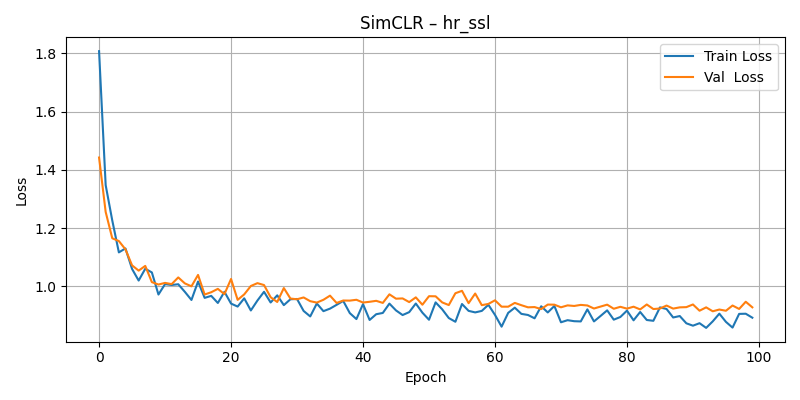 SimCLR – hr_ssl
Train Loss
Val  Loss
Loss
1.8
1.6
1.4
1.2
1.0
0 20 40 60 80 100
Epoch